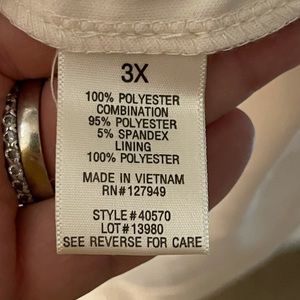 3X
100% POLYESTER
COMBINATION
95% POLYESTER
5% SPANDEX
LINING
100% POLYESTER
MADE IN VIETNAM
RN#127949
STYLE#40570
LOT#13980
SEE REVERSE FOR CARE